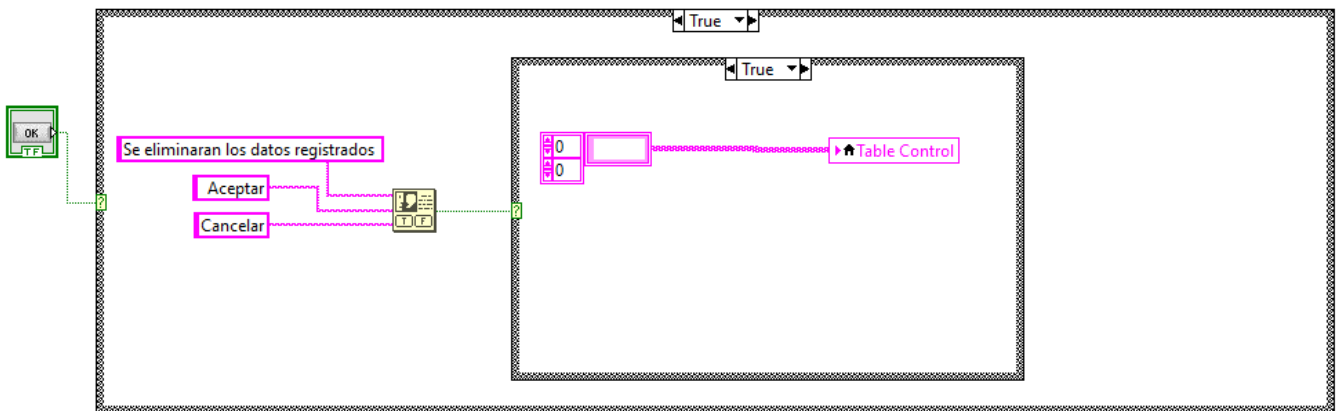 True
True
OK
TF
Se eliminaran los datos registrados
0
Table Control
0
Aceptar
?
T F
?
Cancelar